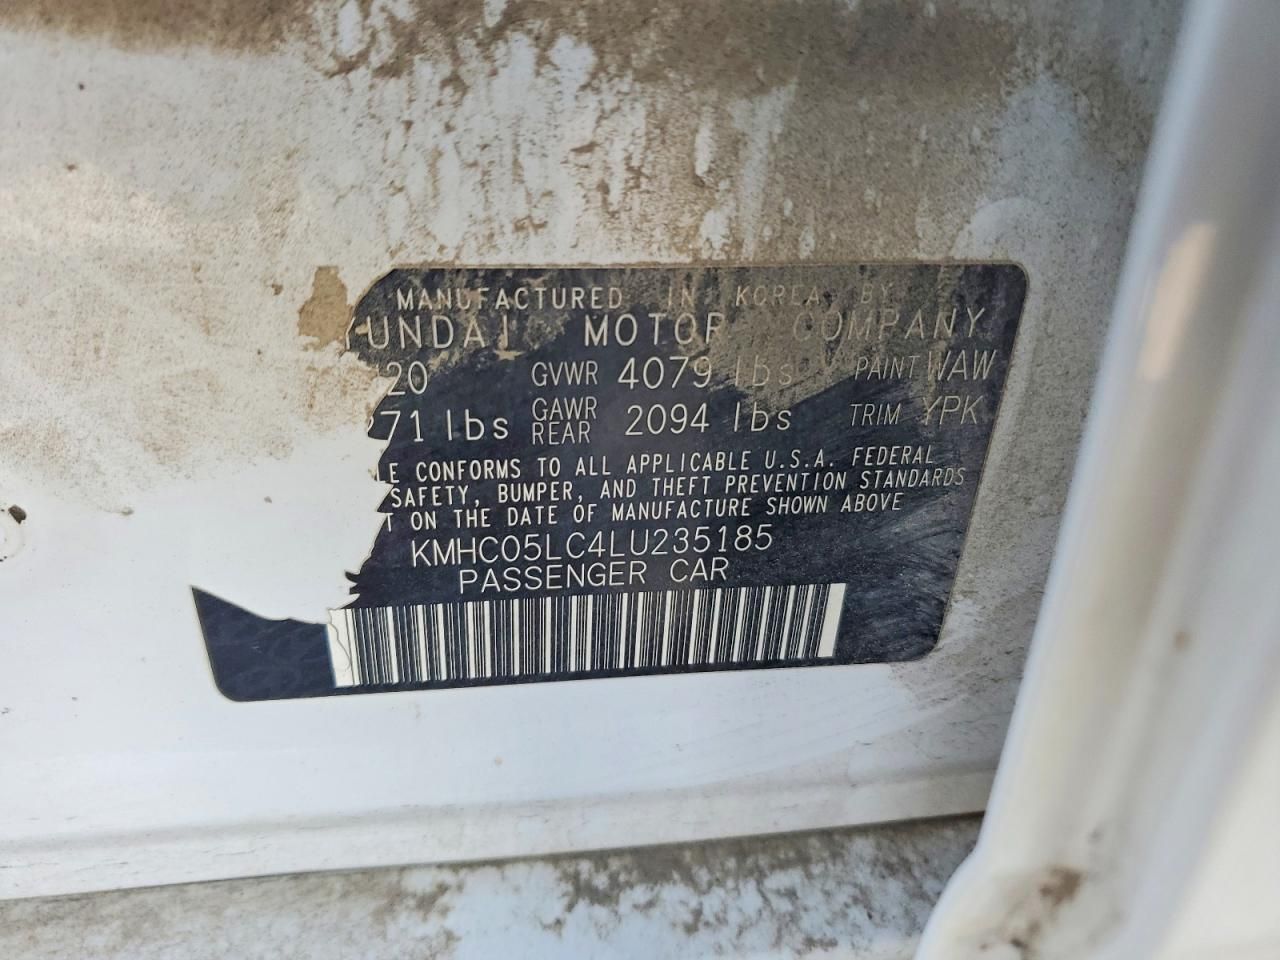 MANUFACTURED IN KOREA BY
YUNDAI MOTOR COMPANY
20 GVWR 4079 lbs PAINT WAW
271 lbs GAWR REAR 2094 lbs TRIM YPK
LE CONFORMS TO ALL APPLICABLE U.S.A. FEDERAL
SAFETY, BUMPER, AND THEFT PREVENTION STANDARDS
T ON THE DATE OF MANUFACTURE SHOWN ABOVE
KMHC05LC4LU235185
PASSENGER CAR